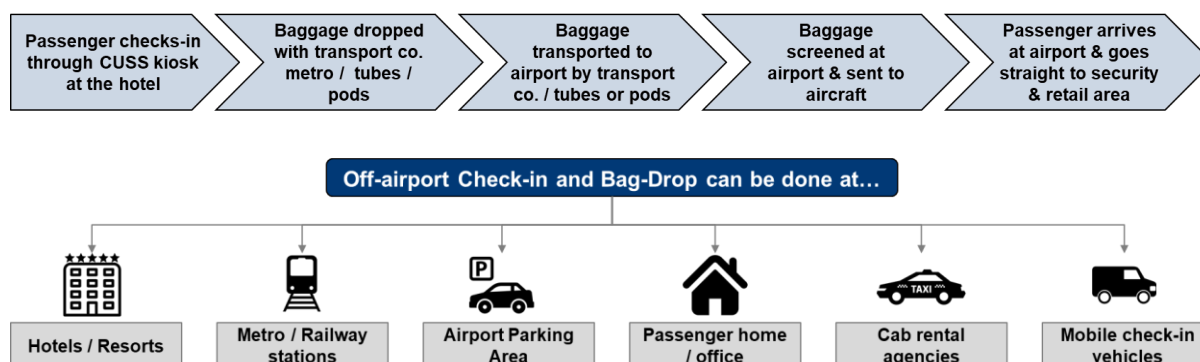 Passenger checks-in
through CUSS kiosk
at the hotel
Baggage dropped
with transport co.
metro / tubes /
pods
Baggage
transported to
airport by transport
co. / tubes or pods
Baggage
screened at
airport & sent to
aircraft
Passenger arrives
at airport & goes
straight to security
& retail area
Off-airport Check-in and Bag-Drop can be done at…
P
TAXI
Hotels / Resorts
Metro / Railway
stations
Airport Parking
Area
Passenger home
/ office
Cab rental
agencies
Mobile check-in
vehicles